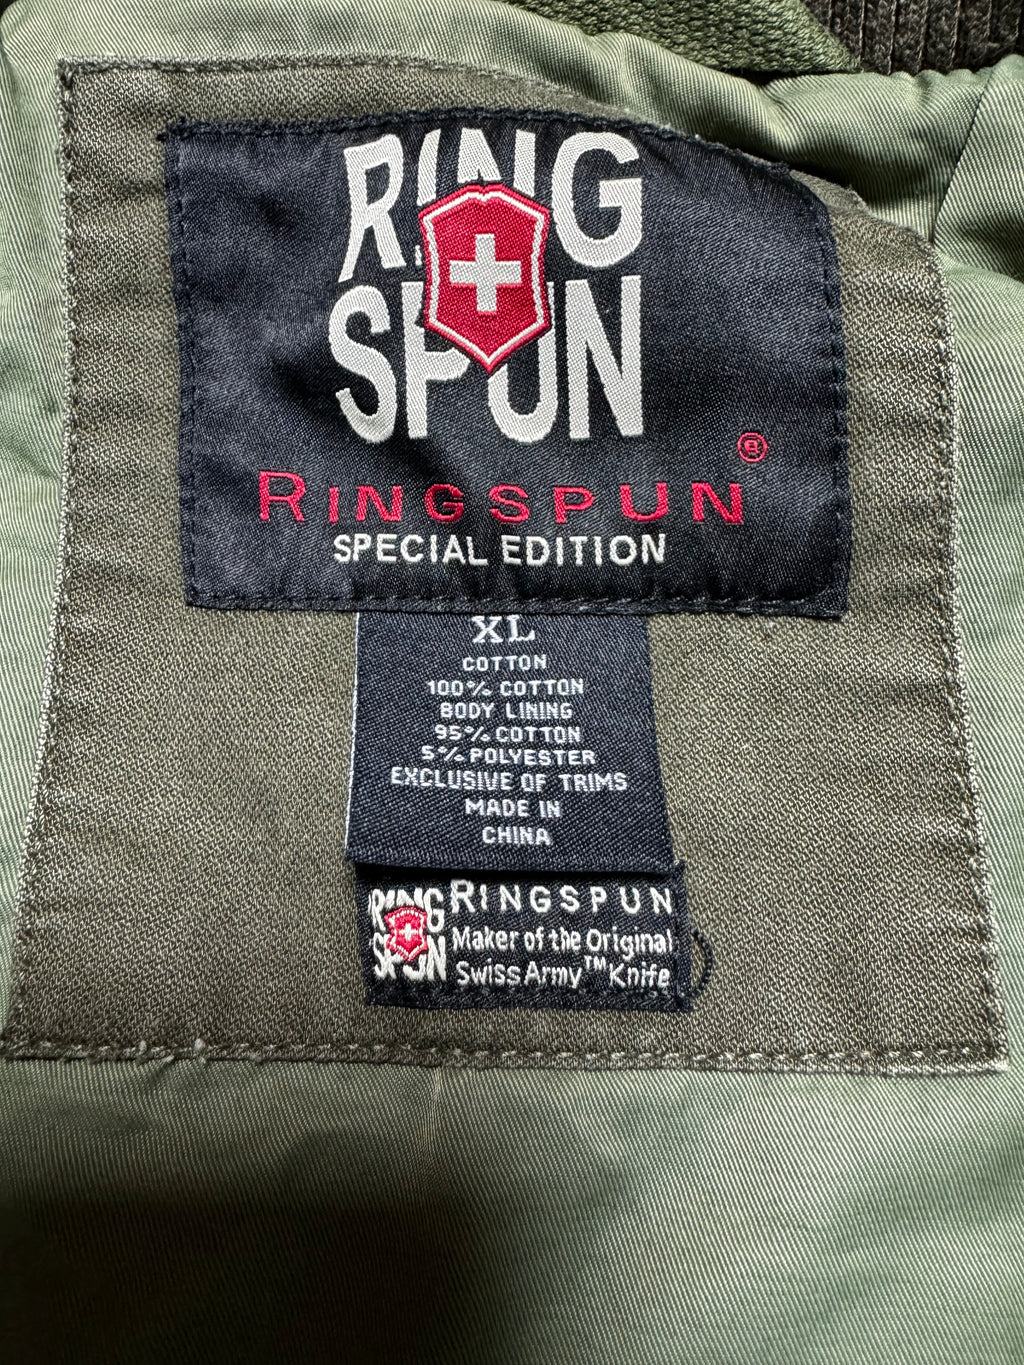 RING
SPUN
®
RINGSPUN
SPECIAL EDITION
XL
COTTON
100% COTTON
BODY LINING
95% COTTON
5% POLYESTER
EXCLUSIVE OF TRIMS
MADE IN
CHINA
RING
SPUN
RINGSPUN
Maker of the Original
Swiss Army™ Knife